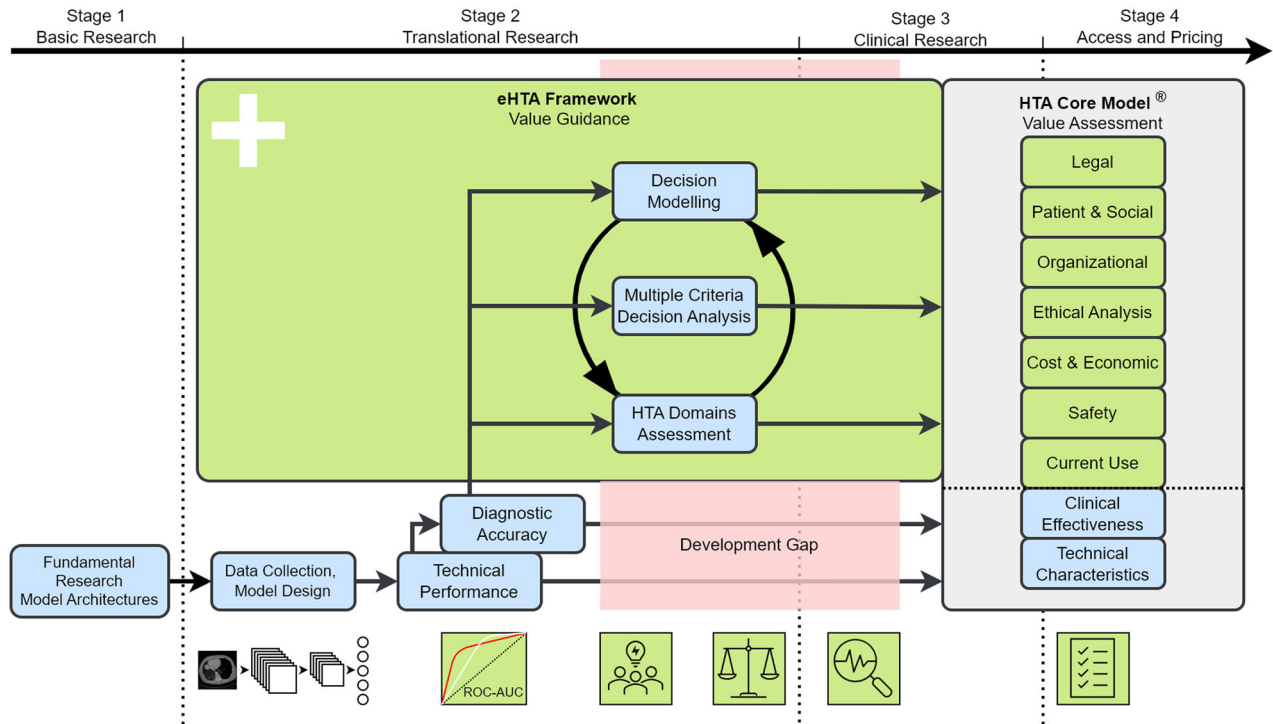 Stage 1
Basic Research
Stage 2
Translational Research
Stage 3
Clinical Research
Stage 4
Access and Pricing
eHTA Framework
Value Guidance
HTA Core Model ®
Value Assessment
Decision
Modelling
Multiple Criteria
Decision Analysis
HTA Domains
Assessment
Legal
Patient & Social
Organizational
Ethical Analysis
Cost & Economic
Safety
Current Use
Clinical
Effectiveness
Technical
Characteristics
Diagnostic
Accuracy
Development Gap
Fundamental
Research
Model Architectures
Data Collection,
Model Design
Technical
Performance
ROC-AUC